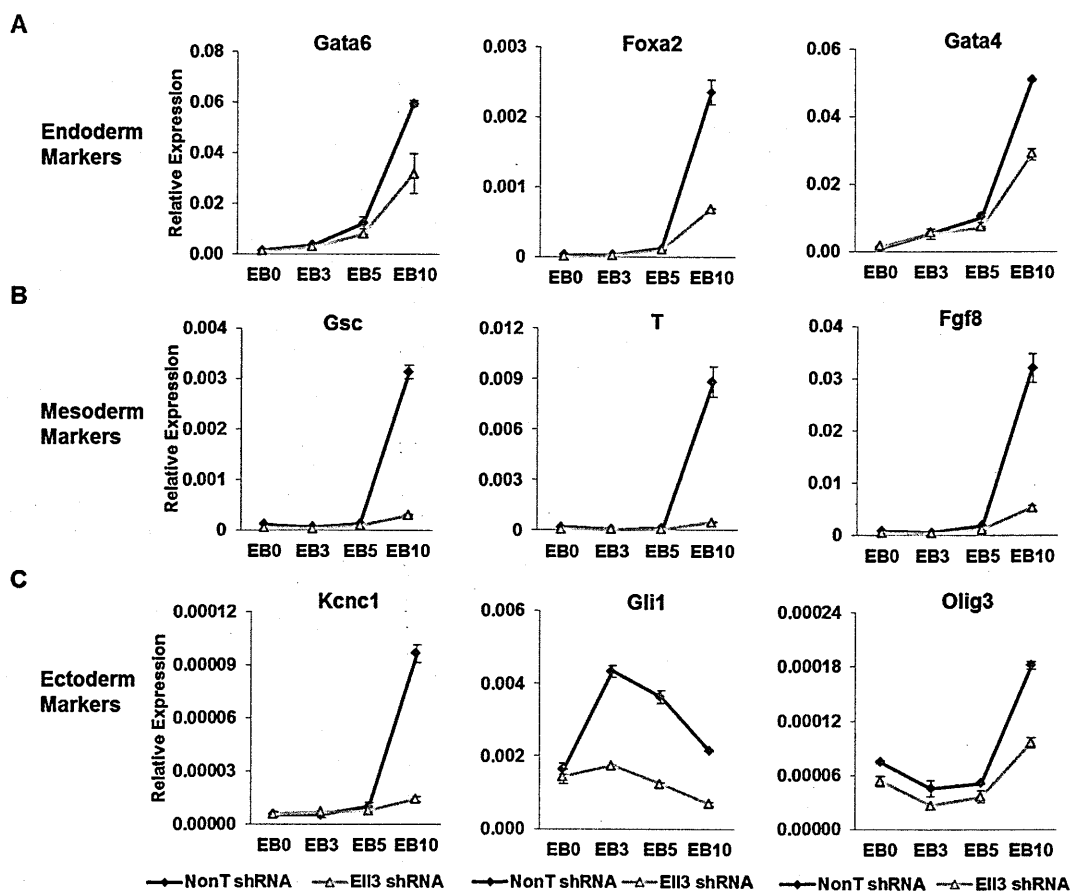 A
Gata6
Foxa2
Gata4
Endoderm
Markers
Relative Expression
0.08
0.06
0.04
0.02
0.00
EB0 EB3 EB5 EB10
0.003
0.002
0.001
0
EB0 EB3 EB5 EB10
0.06
0.04
0.02
0.00
EB0 EB3 EB5 EB10
B
Gsc
T
Fgf8
Mesoderm
Markers
Relative Expression
0.004
0.003
0.002
0.001
0
EB0 EB3 EB5 EB10
0.012
0.009
0.006
0.003
0
EB0 EB3 EB5 EB10
0.04
0.03
0.02
0.01
0
EB0 EB3 EB5 EB10
C
Kcnc1
Gli1
Olig3
Ectoderm
Markers
Relative Expression
0.00012
0.00009
0.00006
0.00003
0.00000
EB0 EB3 EB5 EB10
0.006
0.004
0.002
0.000
EB0 EB3 EB5 EB10
0.00024
0.00018
0.00012
0.00006
0.00000
EB0 EB3 EB5 EB10
NonT shRNA Ell3 shRNA
NonT shRNA Ell3 shRNA
NonT shRNA Ell3 shRNA